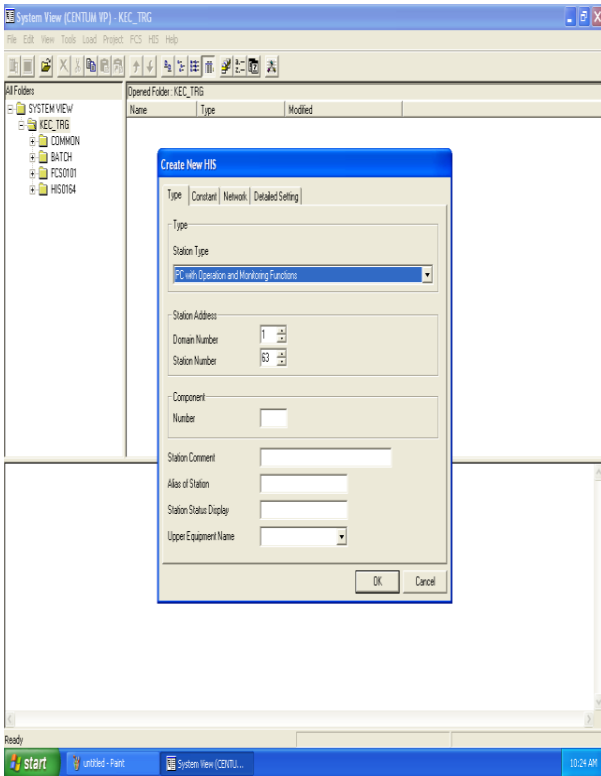 System View (CENTUM VP) - KEC_TRG
File Edit View Tools Load Project FCS HIS Help
All Folders
SYSTEM VIEW
KEC_TRG
COMMON
BATCH
FCS0101
HIS0164
Opened Folder: KEC_TRG
Name Type Modified
Create New HIS
Type Constant Network Detailed Setting
Type
Station Type
PC with Operation and Monitoring Functions
Station Address
Domain Number 1
Station Number 63
Component
Number
Station Comment
Alias of Station
Station Status Display
Upper Equipment Name
OK Cancel
Ready
start untitled - Paint System View (CENTU... 10:24 AM